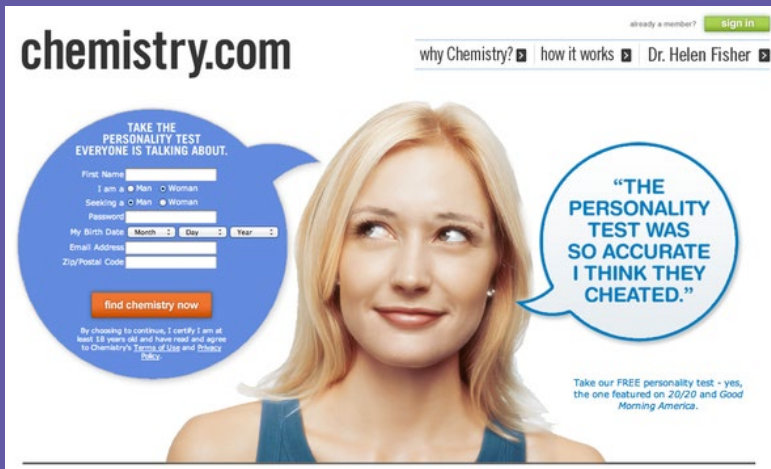 already a member? sign in
chemistry.com
why Chemistry? how it works Dr. Helen Fisher
TAKE THE
PERSONALITY TEST
EVERYONE IS TALKING ABOUT.
First Name
I am a Man Woman
Seeking a Man Woman
Password
My Birth Date Month Day Year
Email Address
Zip/Postal Code
find chemistry now
By choosing to continue, I certify I am at
least 18 years old and have read and agree
to Chemistry's Terms of Use and Privacy
Policy.
“THE
PERSONALITY
TEST WAS
SO ACCURATE
I THINK THEY
CHEATED.”
Take our FREE personality test - yes,
the one featured on 20/20 and Good
Morning America.